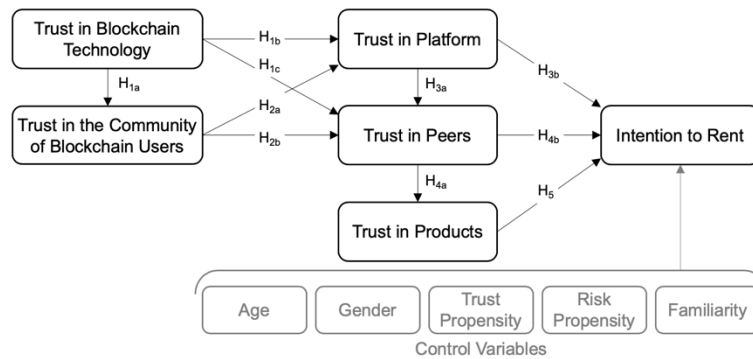 Trust in Blockchain
Technology
H1b
Trust in Platform
H1c
H3b
H1a
H2a
H3a
Trust in the Community
of Blockchain Users
H2b
Trust in Peers
H4b
Intention to Rent
H4a
H5
Trust in Products
Age
Gender
Trust
Propensity
Risk
Propensity
Familiarity
Control Variables